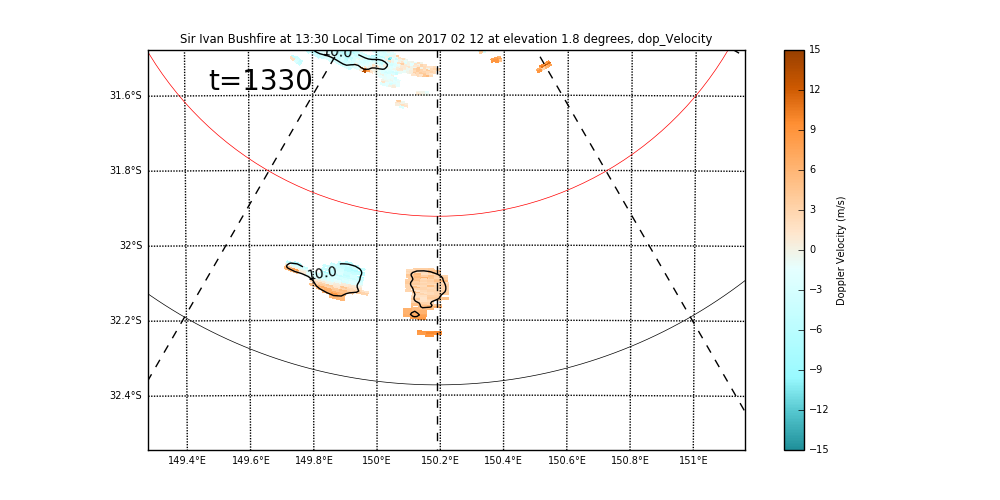 Sir Ivan Bushfire at 13:30 Local Time on 2017 02 12 at elevation 1.8 degrees, dop_Velocity
t=1330
10.0
31.6°S
31.8°S
32°S
10.0
32.2°S
32.4°S
149.4°E 149.6°E 149.8°E 150°E 150.2°E 150.4°E 150.6°E 150.8°E 151°E
15
12
9
6
3
0
−3
−6
−9
−12
−15
Doppler Velocity (m/s)